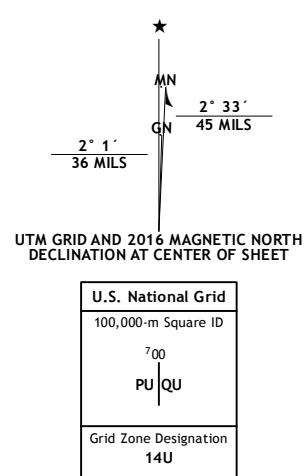 ★
MN
2° 33´
45 MILS
GN
2° 1´
36 MILS
UTM GRID AND 2016 MAGNETIC NORTH
DECLINATION AT CENTER OF SHEET
U.S. National Grid
100,000-m Square ID
⁷00
PU QU
Grid Zone Designation
14U